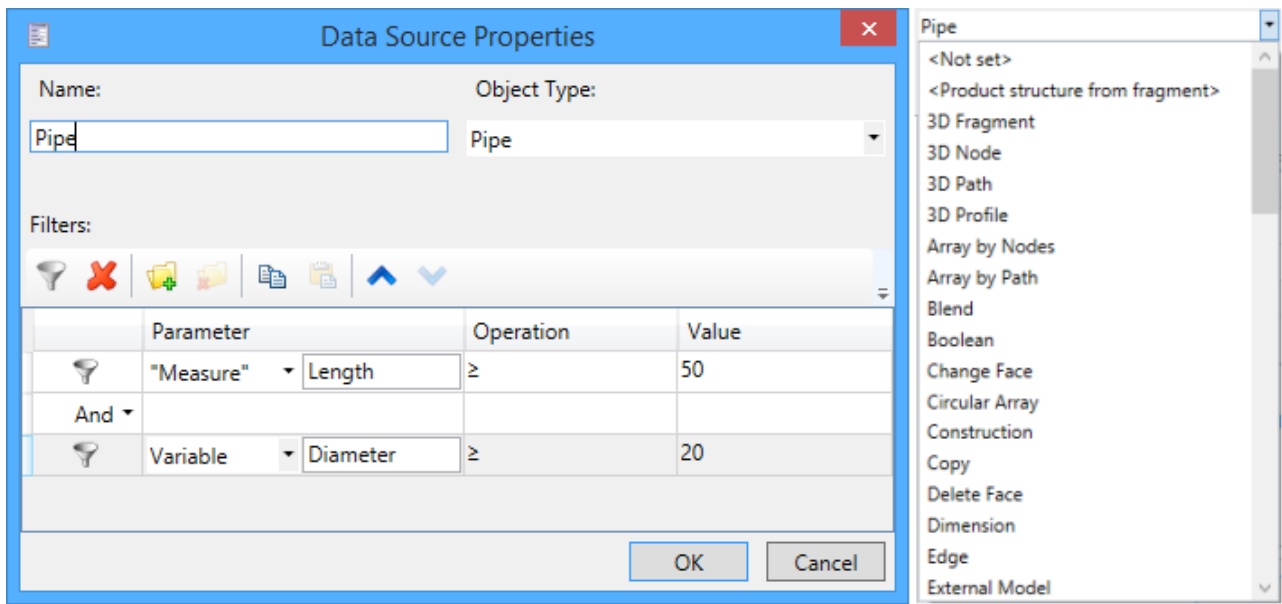 Data Source Properties
Name:
Object Type:
Pipe
Pipe
Filters:
Parameter Operation Value
"Measure" Length ≥ 50
And
Variable Diameter ≥ 20
OK Cancel
Pipe
<Not set>
<Product structure from fragment>
3D Fragment
3D Node
3D Path
3D Profile
Array by Nodes
Array by Path
Blend
Boolean
Change Face
Circular Array
Construction
Copy
Delete Face
Dimension
Edge
External Model